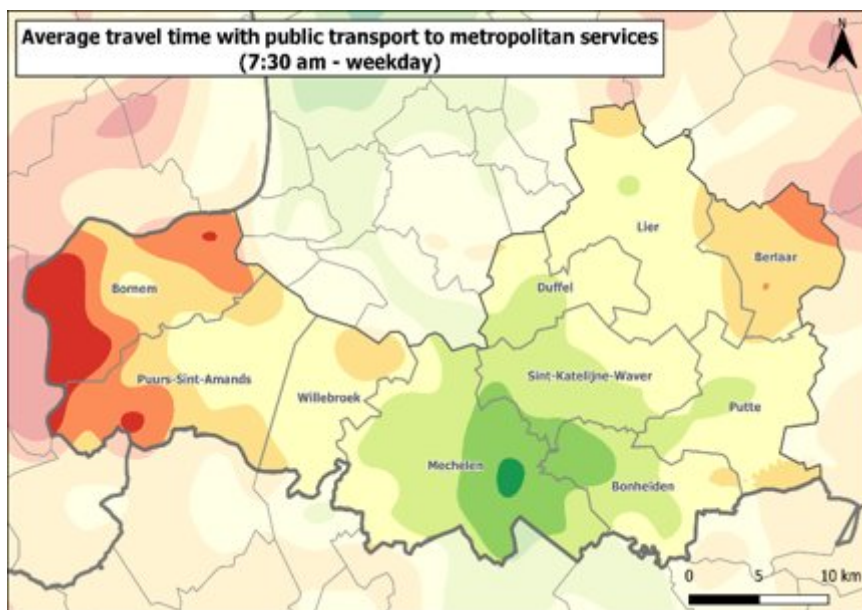 Average travel time with public transport to metropolitan services
(7:30 am - weekday)
N
Lier
Berlaar
Bornem
Duffel
Puurs-Sint-Amands
Sint-Katelijne-Waver
Willebroek
Putte
Mechelen
Bonheiden
0 5 10 km